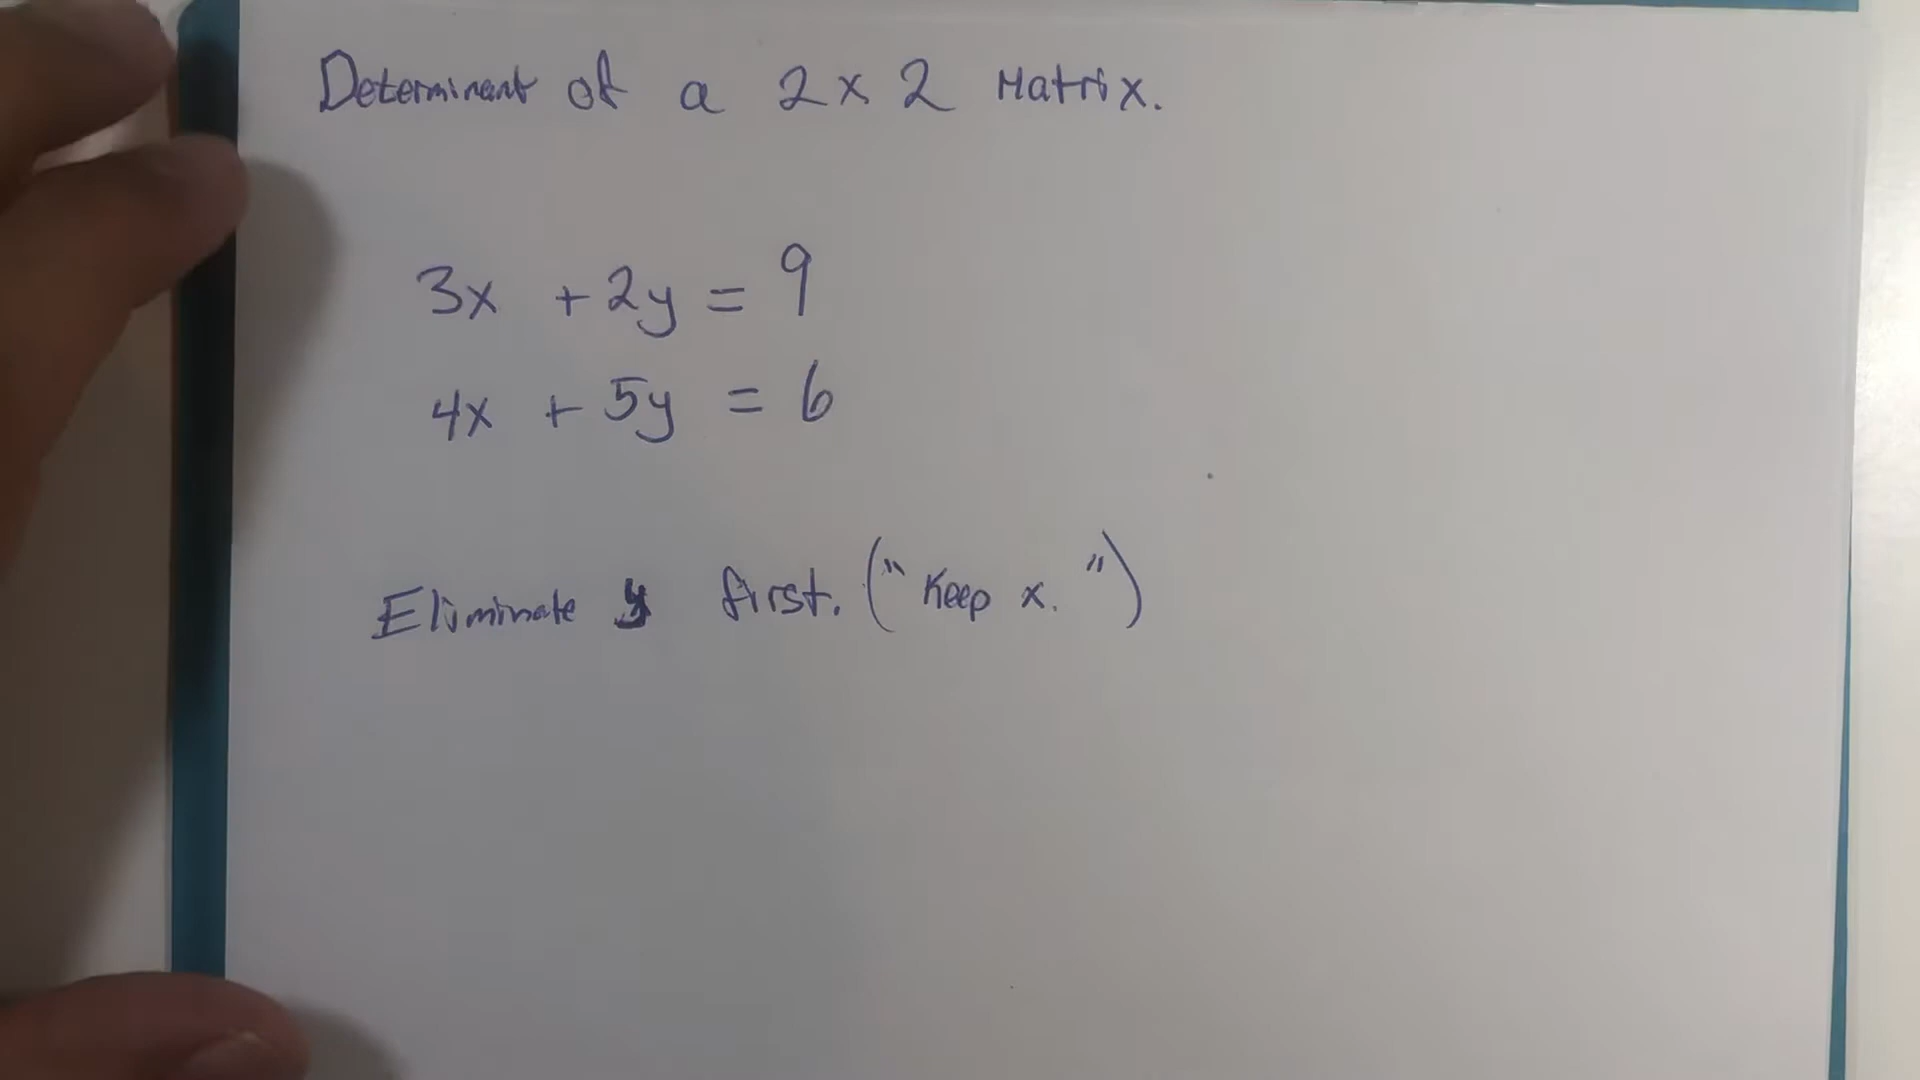 Determinant of a 2x2 Matrix.
3x + 2y = 9
4x + 5y = 6
Eliminate y first. ("Keep x.")